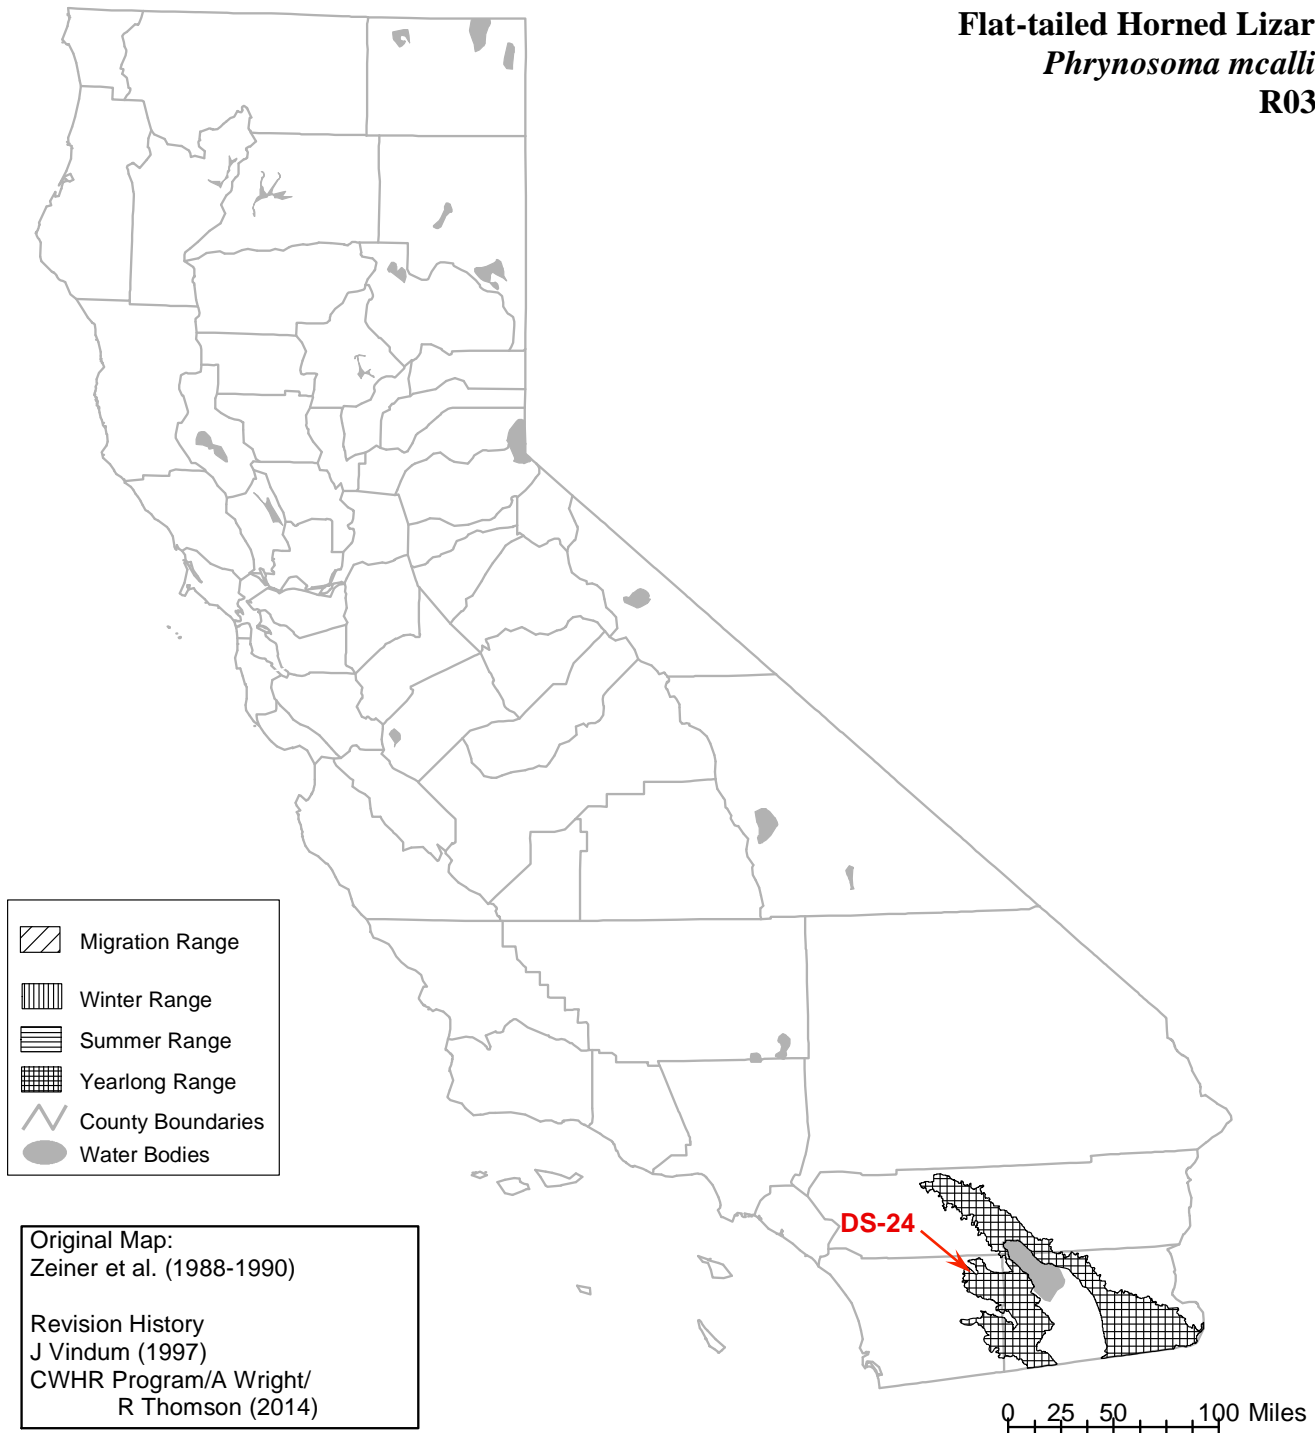 Flat-tailed Horned Lizar
Phrynosoma mcalli
R03
Migration Range
Winter Range
Summer Range
Yearlong Range
County Boundaries
Water Bodies
DS-24
Original Map:
Zeiner et al. (1988-1990)
Revision History
J Vindum (1997)
CWHR Program/A Wright/
R Thomson (2014)
0 25 50 100 Miles